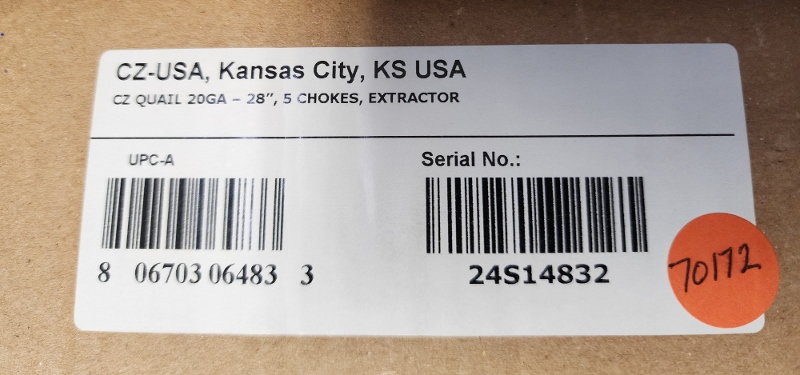 CZ-USA, Kansas City, KS USA
CZ QUAIL 20GA – 28”, 5 CHOKES, EXTRACTOR
UPC-A
Serial No.:
8 06703 06483 3
24S14832
70172